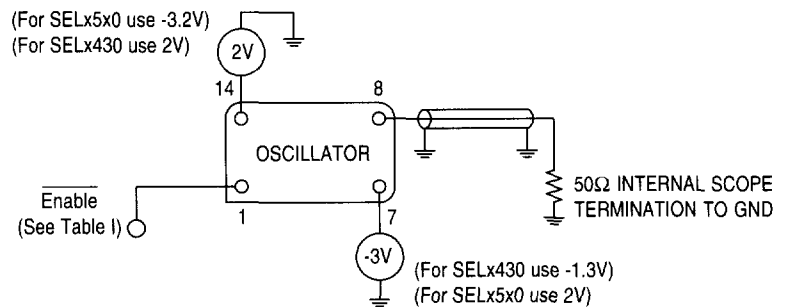 (For SELx5x0 use -3.2V)
(For SELx430 use 2V)
2V
14
8
OSCILLATOR
Enable
(See Table I)
1
7
50Ω INTERNAL SCOPE
TERMINATION TO GND
-3V
(For SELx430 use -1.3V)
(For SELx5x0 use 2V)